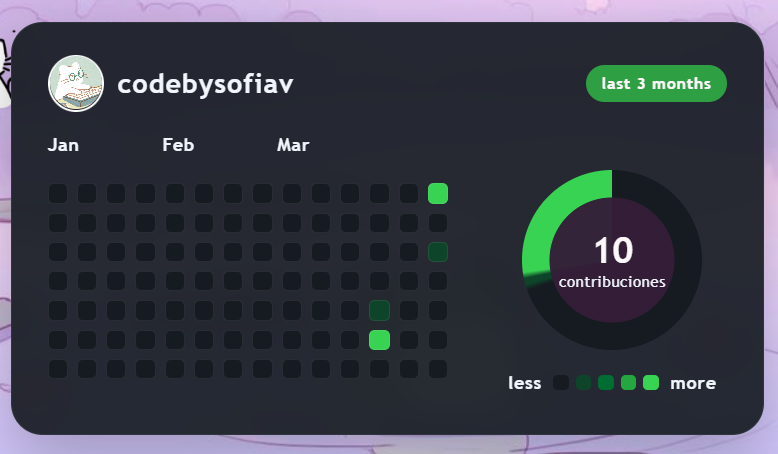 codebysofiav
last 3 months
Jan Feb Mar
10
contribuciones
less more